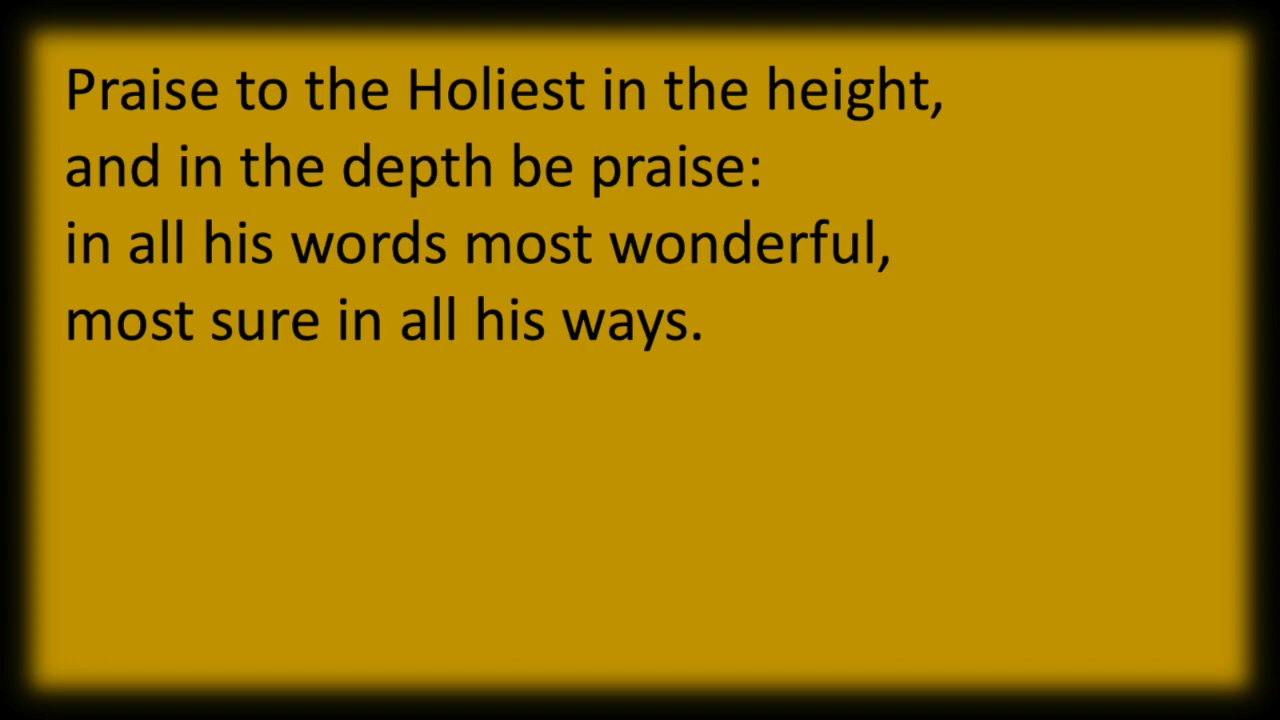 Praise to the Holiest in the height,
and in the depth be praise:
in all his words most wonderful,
most sure in all his ways.